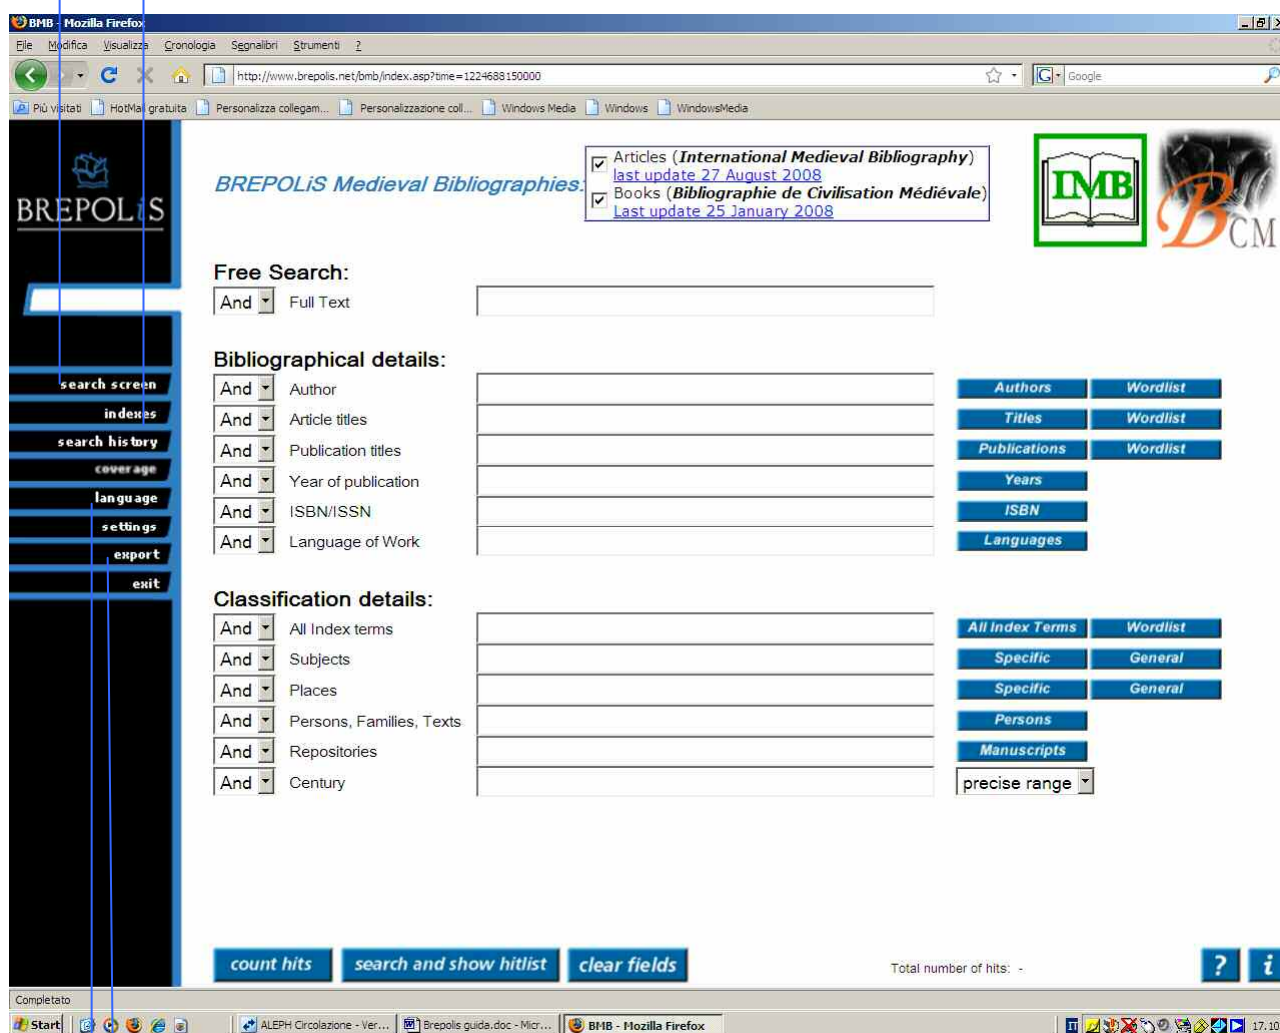 BMB - Mozilla Firefox
File Modifica Visualizza Cronologia Segnalibri Strumenti ?
http://www.brepolis.net/bmb/index.asp?time=1224688150000
Google
Più visitati HotMail gratuita Personalizza collegam... Personalizzazione coll... Windows Media Windows WindowsMedia
BREPOLiS
BREPOLiS Medieval Bibliographies:
Articles (International Medieval Bibliography)
last update 27 August 2008
Books (Bibliographie de Civilisation Médiévale)
Last update 25 January 2008
IMB
BCM
search screen
indexes
search history
coverage
language
settings
export
exit
Free Search:
And Full Text
Bibliographical details:
And Author Authors Wordlist
And Article titles Titles Wordlist
And Publication titles Publications Wordlist
And Year of publication Years
And ISBN/ISSN ISBN
And Language of Work Languages
Classification details:
And All Index terms All Index Terms Wordlist
And Subjects Specific General
And Places Specific General
And Persons, Families, Texts Persons
And Repositories Manuscripts
And Century precise range
count hits search and show hitlist clear fields Total number of hits: - ? i
Completato
Start ALEPH Circolazione - Ver... Brepolis guida.doc - Micr... BMB - Mozilla Firefox IT 17.10